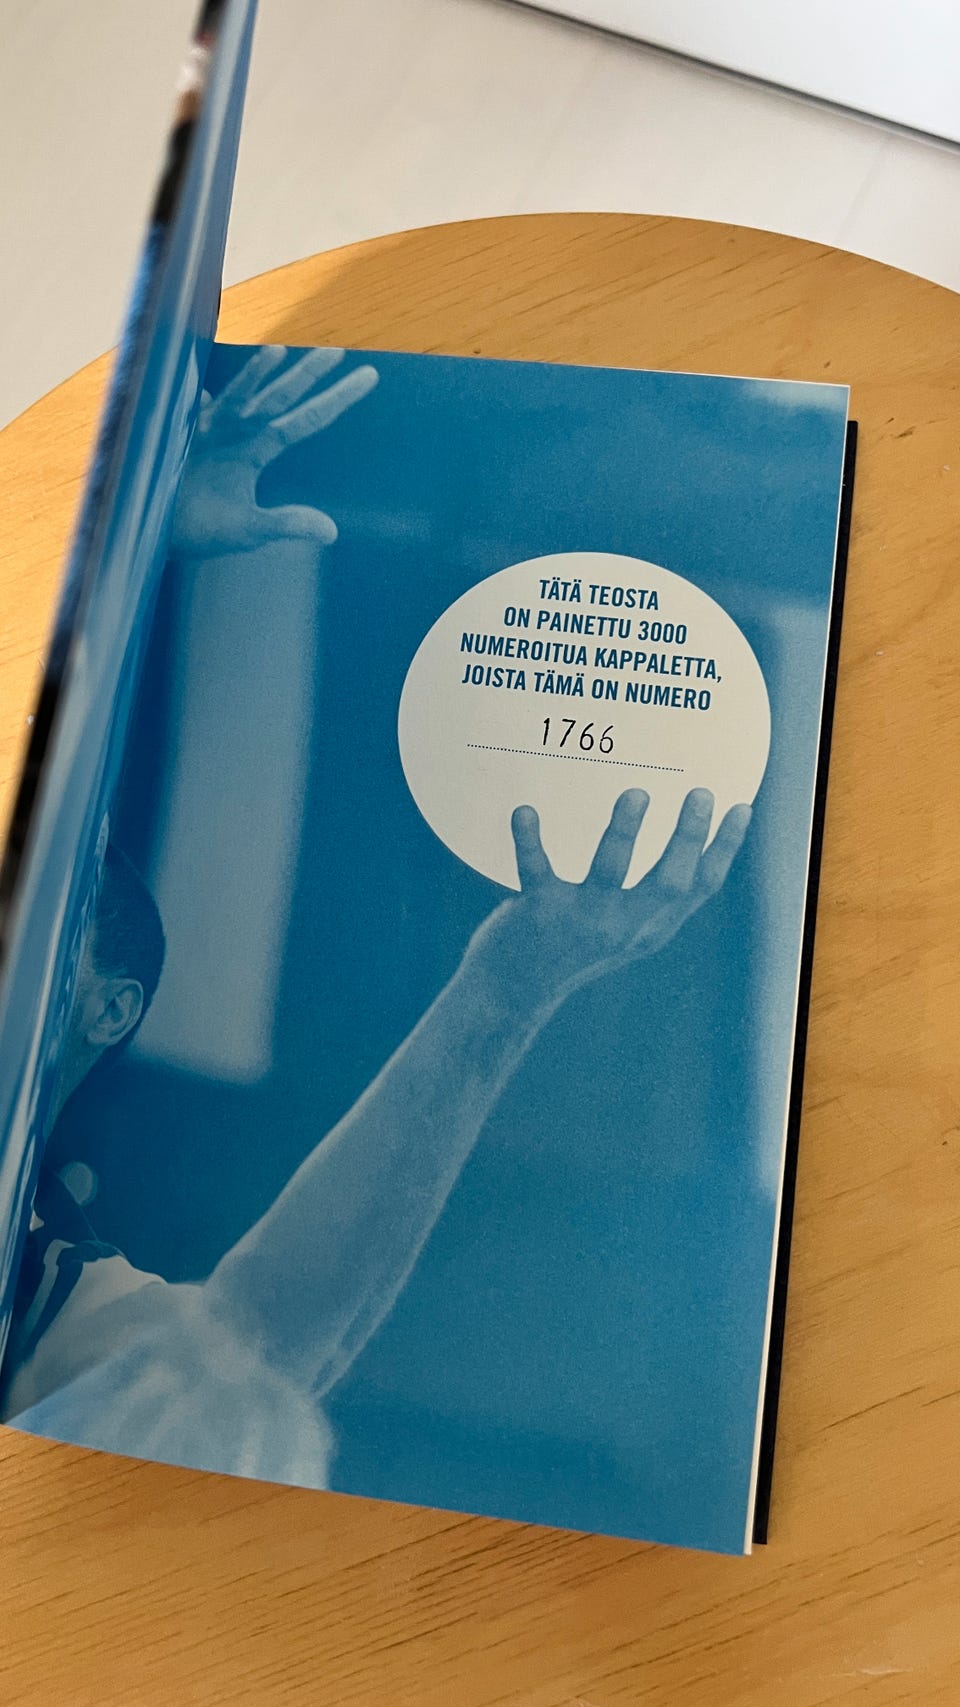 TÄTÄ TEOSTA
ON PAINETTU 3000
NUMEROITUA KAPPALETTA,
JOISTA TÄMÄ ON NUMERO
1766